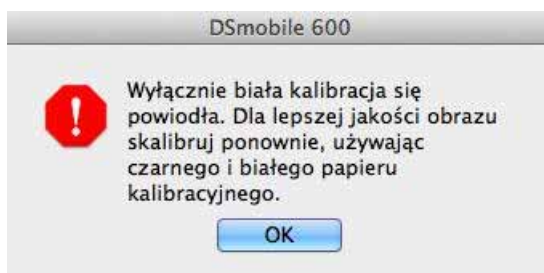 DSmobile 600
Wyłącznie biała kalibracja się
powiodła. Dla lepszej jakości obrazu
skalibruj ponownie, używając
czarnego i białego papieru
kalibracyjnego.
OK